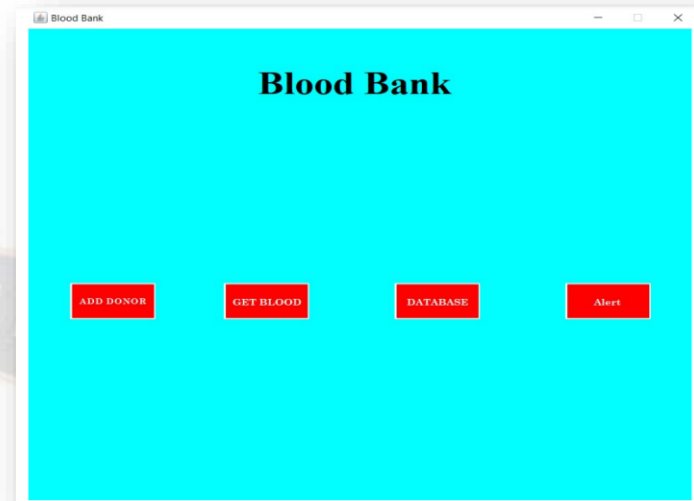 Blood Bank
Blood Bank
ADD DONOR
GET BLOOD
DATABASE
Alert